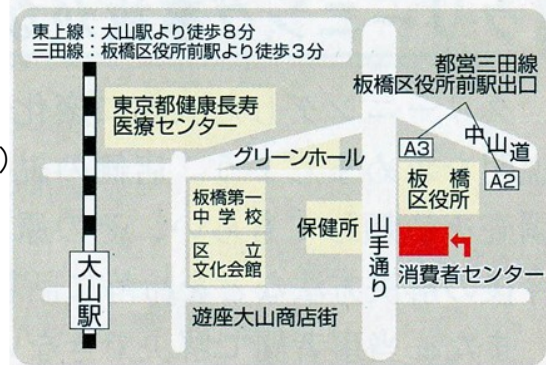 東上線：大山駅より徒歩8分
三田線：板橋区役所前駅より徒歩3分
都営三田線
板橋区役所前駅出口
東京都健康長寿
医療センター
中山道
グリーンホール
A3
A2
板橋
区役所
板橋第一
中学校
保健所
山手通り
区立
文化会館
大山駅
消費者センター
遊座大山商店街
)